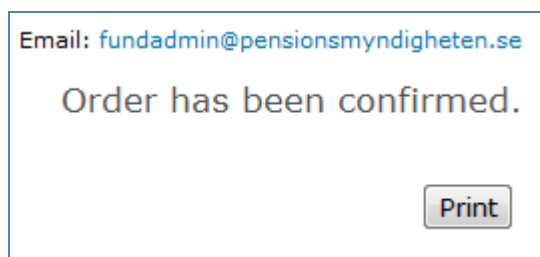 Email: fundadmin@pensionsmyndigheten.se
Order has been confirmed.
Print